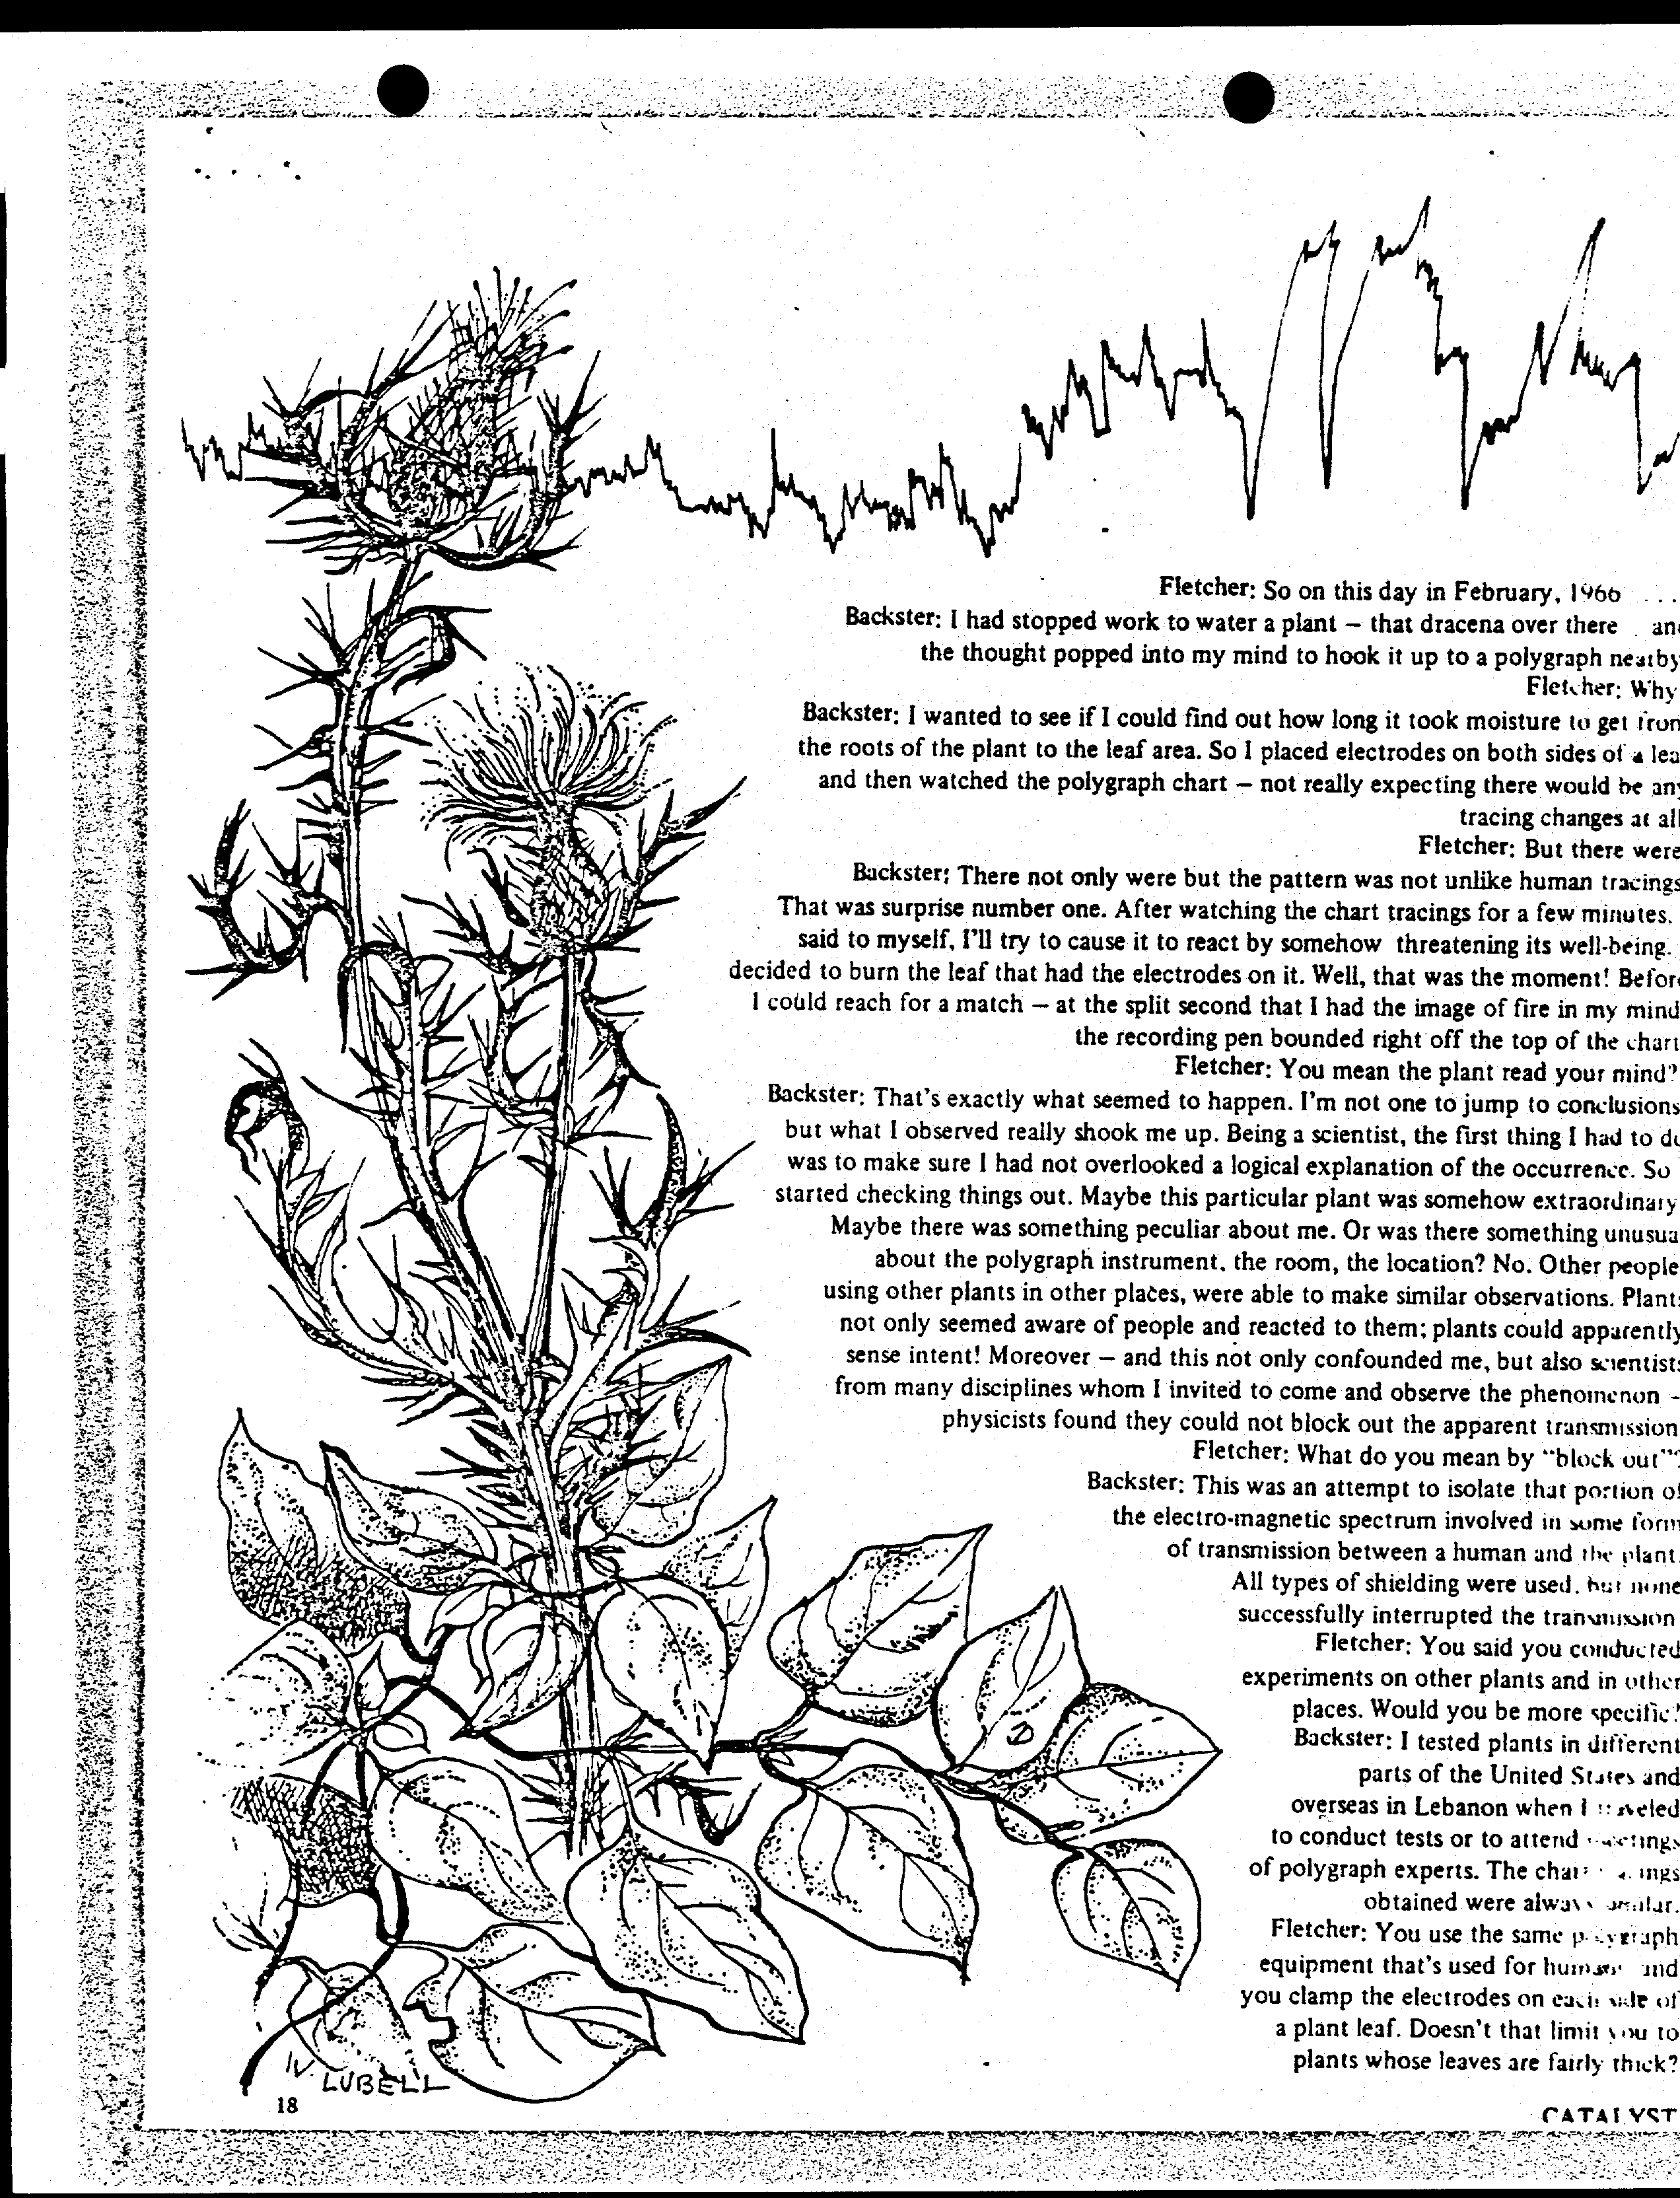 Fletcher: So on this day in February, 1966 ...
Backster: I had stopped work to water a plant — that dracena over there . an
the thought popped into my mind to hook it up to a polygraph nearby
Fletcher: Why
Backster: I wanted to see if I could find out how long it took moisture to get from
the roots of the plant to the leaf area. So I placed electrodes on both sides of a lea
and then watched the polygraph chart — not really expecting there would be any
tracing changes at all
Fletcher: But there were
Backster: There not only were but the pattern was not unlike human tracings
That was surprise number one. After watching the chart tracings for a few minutes,
said to myself, I'll try to cause it to react by somehow threatening its well-being.
decided to burn the leaf that had the electrodes on it. Well, that was the moment! Before
I could reach for a match — at the split second that I had the image of fire in my mind
the recording pen bounded right off the top of the chart
Fletcher: You mean the plant read your mind?
Backster: That's exactly what seemed to happen. I'm not one to jump to conclusions
but what I observed really shook me up. Being a scientist, the first thing I had to do
was to make sure I had not overlooked a logical explanation of the occurrence. So
started checking things out. Maybe this particular plant was somehow extraordinary
Maybe there was something peculiar about me. Or was there something unusua
about the polygraph instrument, the room, the location? No. Other people
using other plants in other places, were able to make similar observations. Plants
not only seemed aware of people and reacted to them; plants could apparently
sense intent! Moreover — and this not only confounded me, but also scientists
from many disciplines whom I invited to come and observe the phenomenon —
physicists found they could not block out the apparent transmission
Fletcher: What do you mean by "block out"?
Backster: This was an attempt to isolate that portion of
the electro-magnetic spectrum involved in some form
of transmission between a human and the plant.
All types of shielding were used, but none
successfully interrupted the transmission
Fletcher: You said you conducted
experiments on other plants and in other
places. Would you be more specific?
Backster: I tested plants in different
parts of the United States and
overseas in Lebanon when I traveled
to conduct tests or to attend meetings
of polygraph experts. The chart
obtained were always similar.
Fletcher: You use the same polygraph
equipment that's used for humans and
you clamp the electrodes on each side of
a plant leaf. Doesn't that limit you to
plants whose leaves are fairly thick?
IV. LUBELL
18
CATALYST